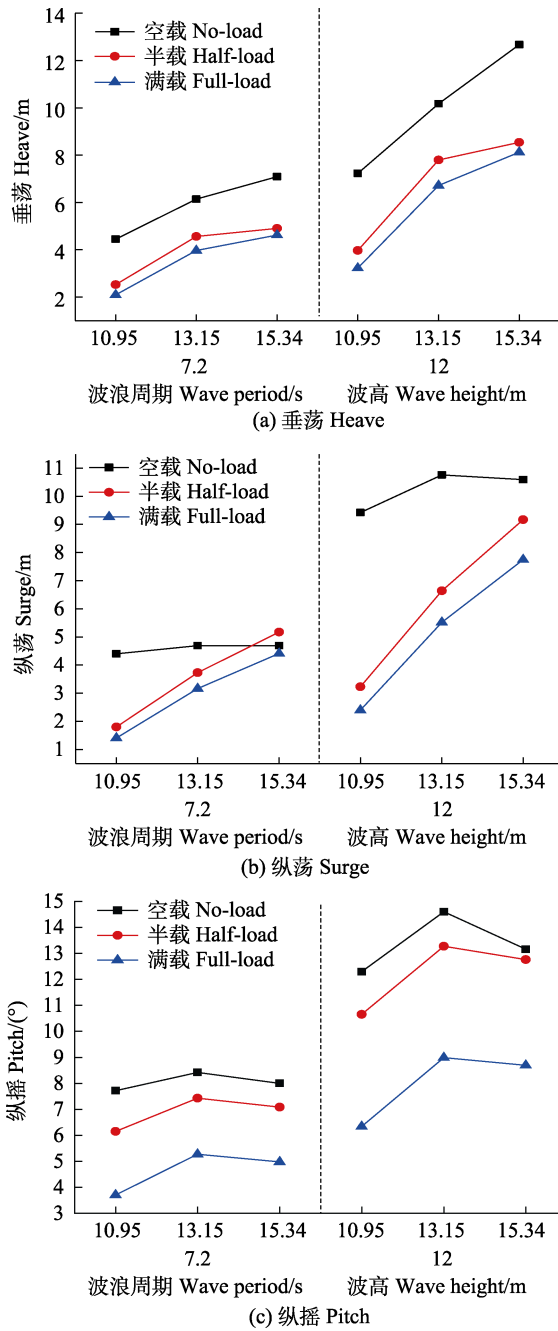 14
12
10
8
6
4
2
垂荡 Heave/m
空载 No-load
半载 Half-load
满载 Full-load
10.95 13.15 15.34 10.95 13.15 15.34
7.2 12
波浪周期 Wave period/s 波高 Wave height/m
(a) 垂荡 Heave
11
10
9
8
7
6
5
4
3
2
1
纵荡 Surge/m
空载 No-load
半载 Half-load
满载 Full-load
10.95 13.15 15.34 10.95 13.15 15.34
7.2 12
波浪周期 Wave period/s 波高 Wave height/m
(b) 纵荡 Surge
15
14
13
12
11
10
9
8
7
6
5
4
3
纵摇 Pitch/(°)
空载 No-load
半载 Half-load
满载 Full-load
10.95 13.15 15.34 10.95 13.15 15.34
7.2 12
波浪周期 Wave period/s 波高 Wave height/m
(c) 纵摇 Pitch